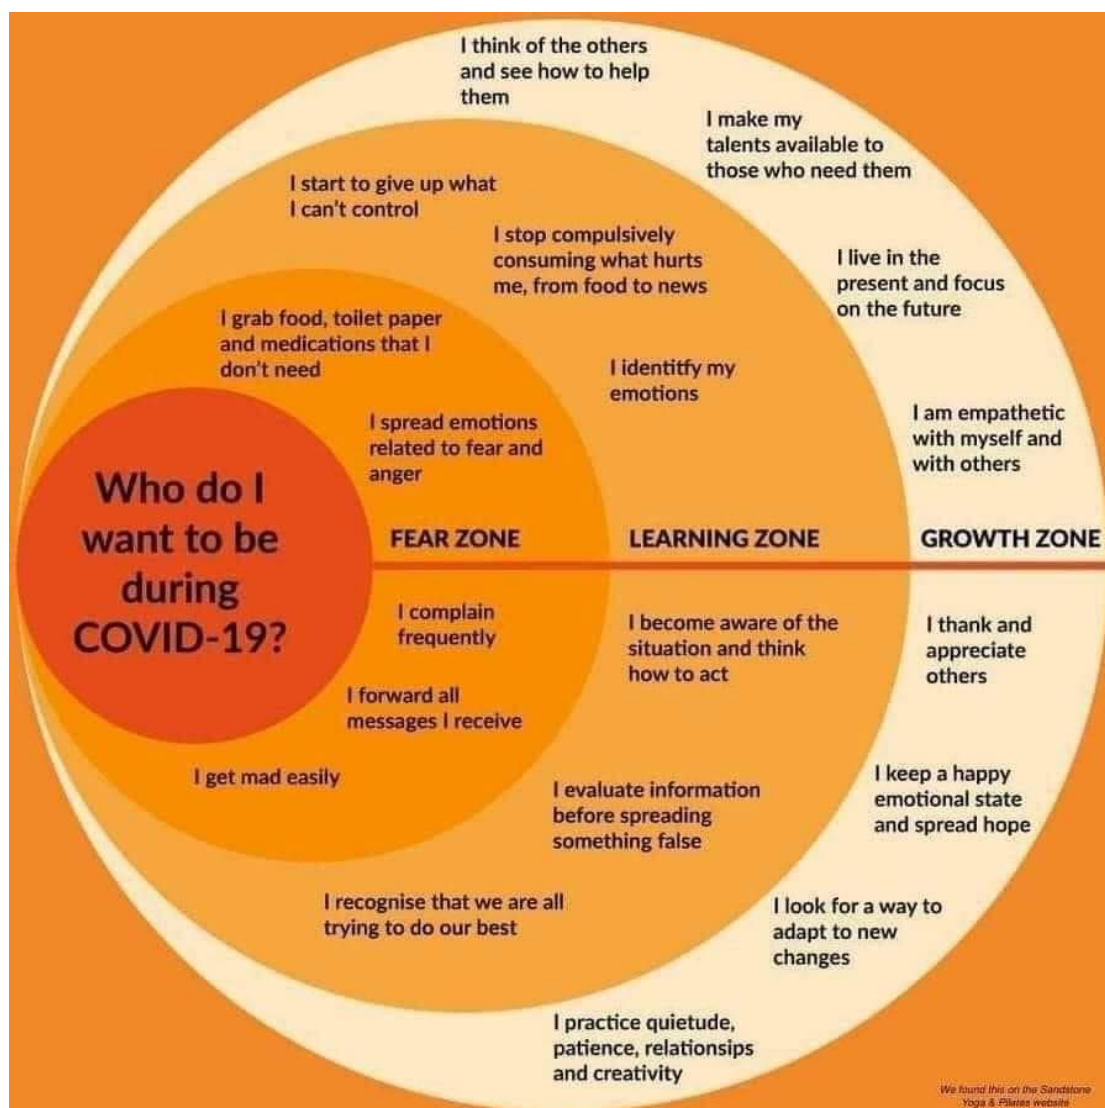 I think of the others
and see how to help
them
I make my
talents available to
those who need them
I start to give up what
I can't control
I stop compulsively
consuming what hurts
me, from food to news
I live in the
present and focus
on the future
I grab food, toilet paper
and medications that I
don't need
I identitfy my
emotions
I spread emotions
related to fear and
anger
I am empathetic
with myself and
with others
Who do I
want to be
during
COVID-19?
FEAR ZONE
LEARNING ZONE
GROWTH ZONE
I complain
frequently
I become aware of the
situation and think
how to act
I thank and
appreciate
others
I forward all
messages I receive
I get mad easily
I evaluate information
before spreading
something false
I keep a happy
emotional state
and spread hope
I recognise that we are all
trying to do our best
I look for a way to
adapt to new
changes
I practice quietude,
patience, relationsips
and creativity
We found this on the Sandstone
Yoga & Pilates website